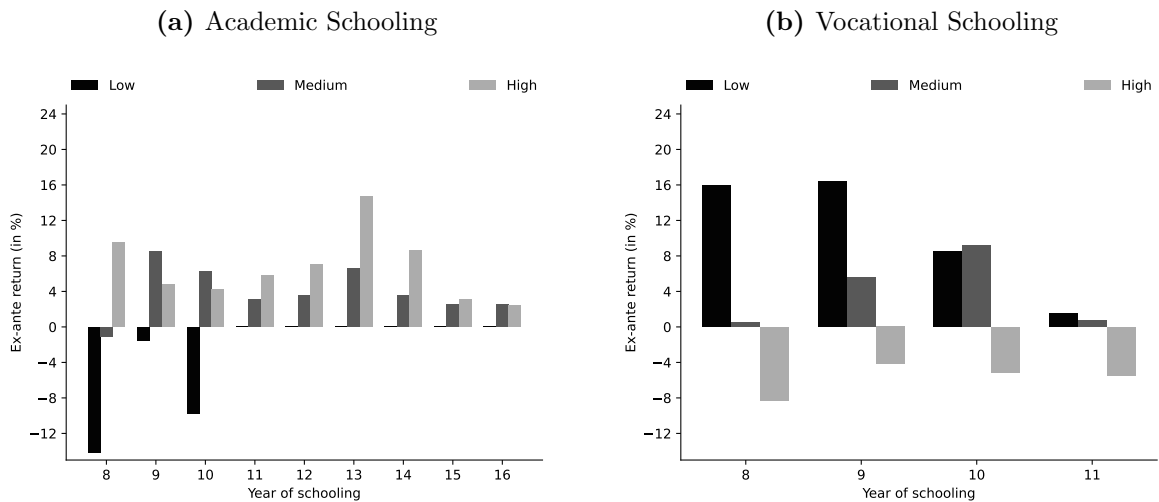 (a) Academic Schooling
Low Medium High
24
20
16
12
8
4
0
−4
−8
−12
Ex-ante return (in %)
8 9 10 11 12 13 14 15 16
Year of schooling
(b) Vocational Schooling
Low Medium High
24
20
16
12
8
4
0
−4
−8
−12
Ex-ante return (in %)
8 9 10 11
Year of schooling